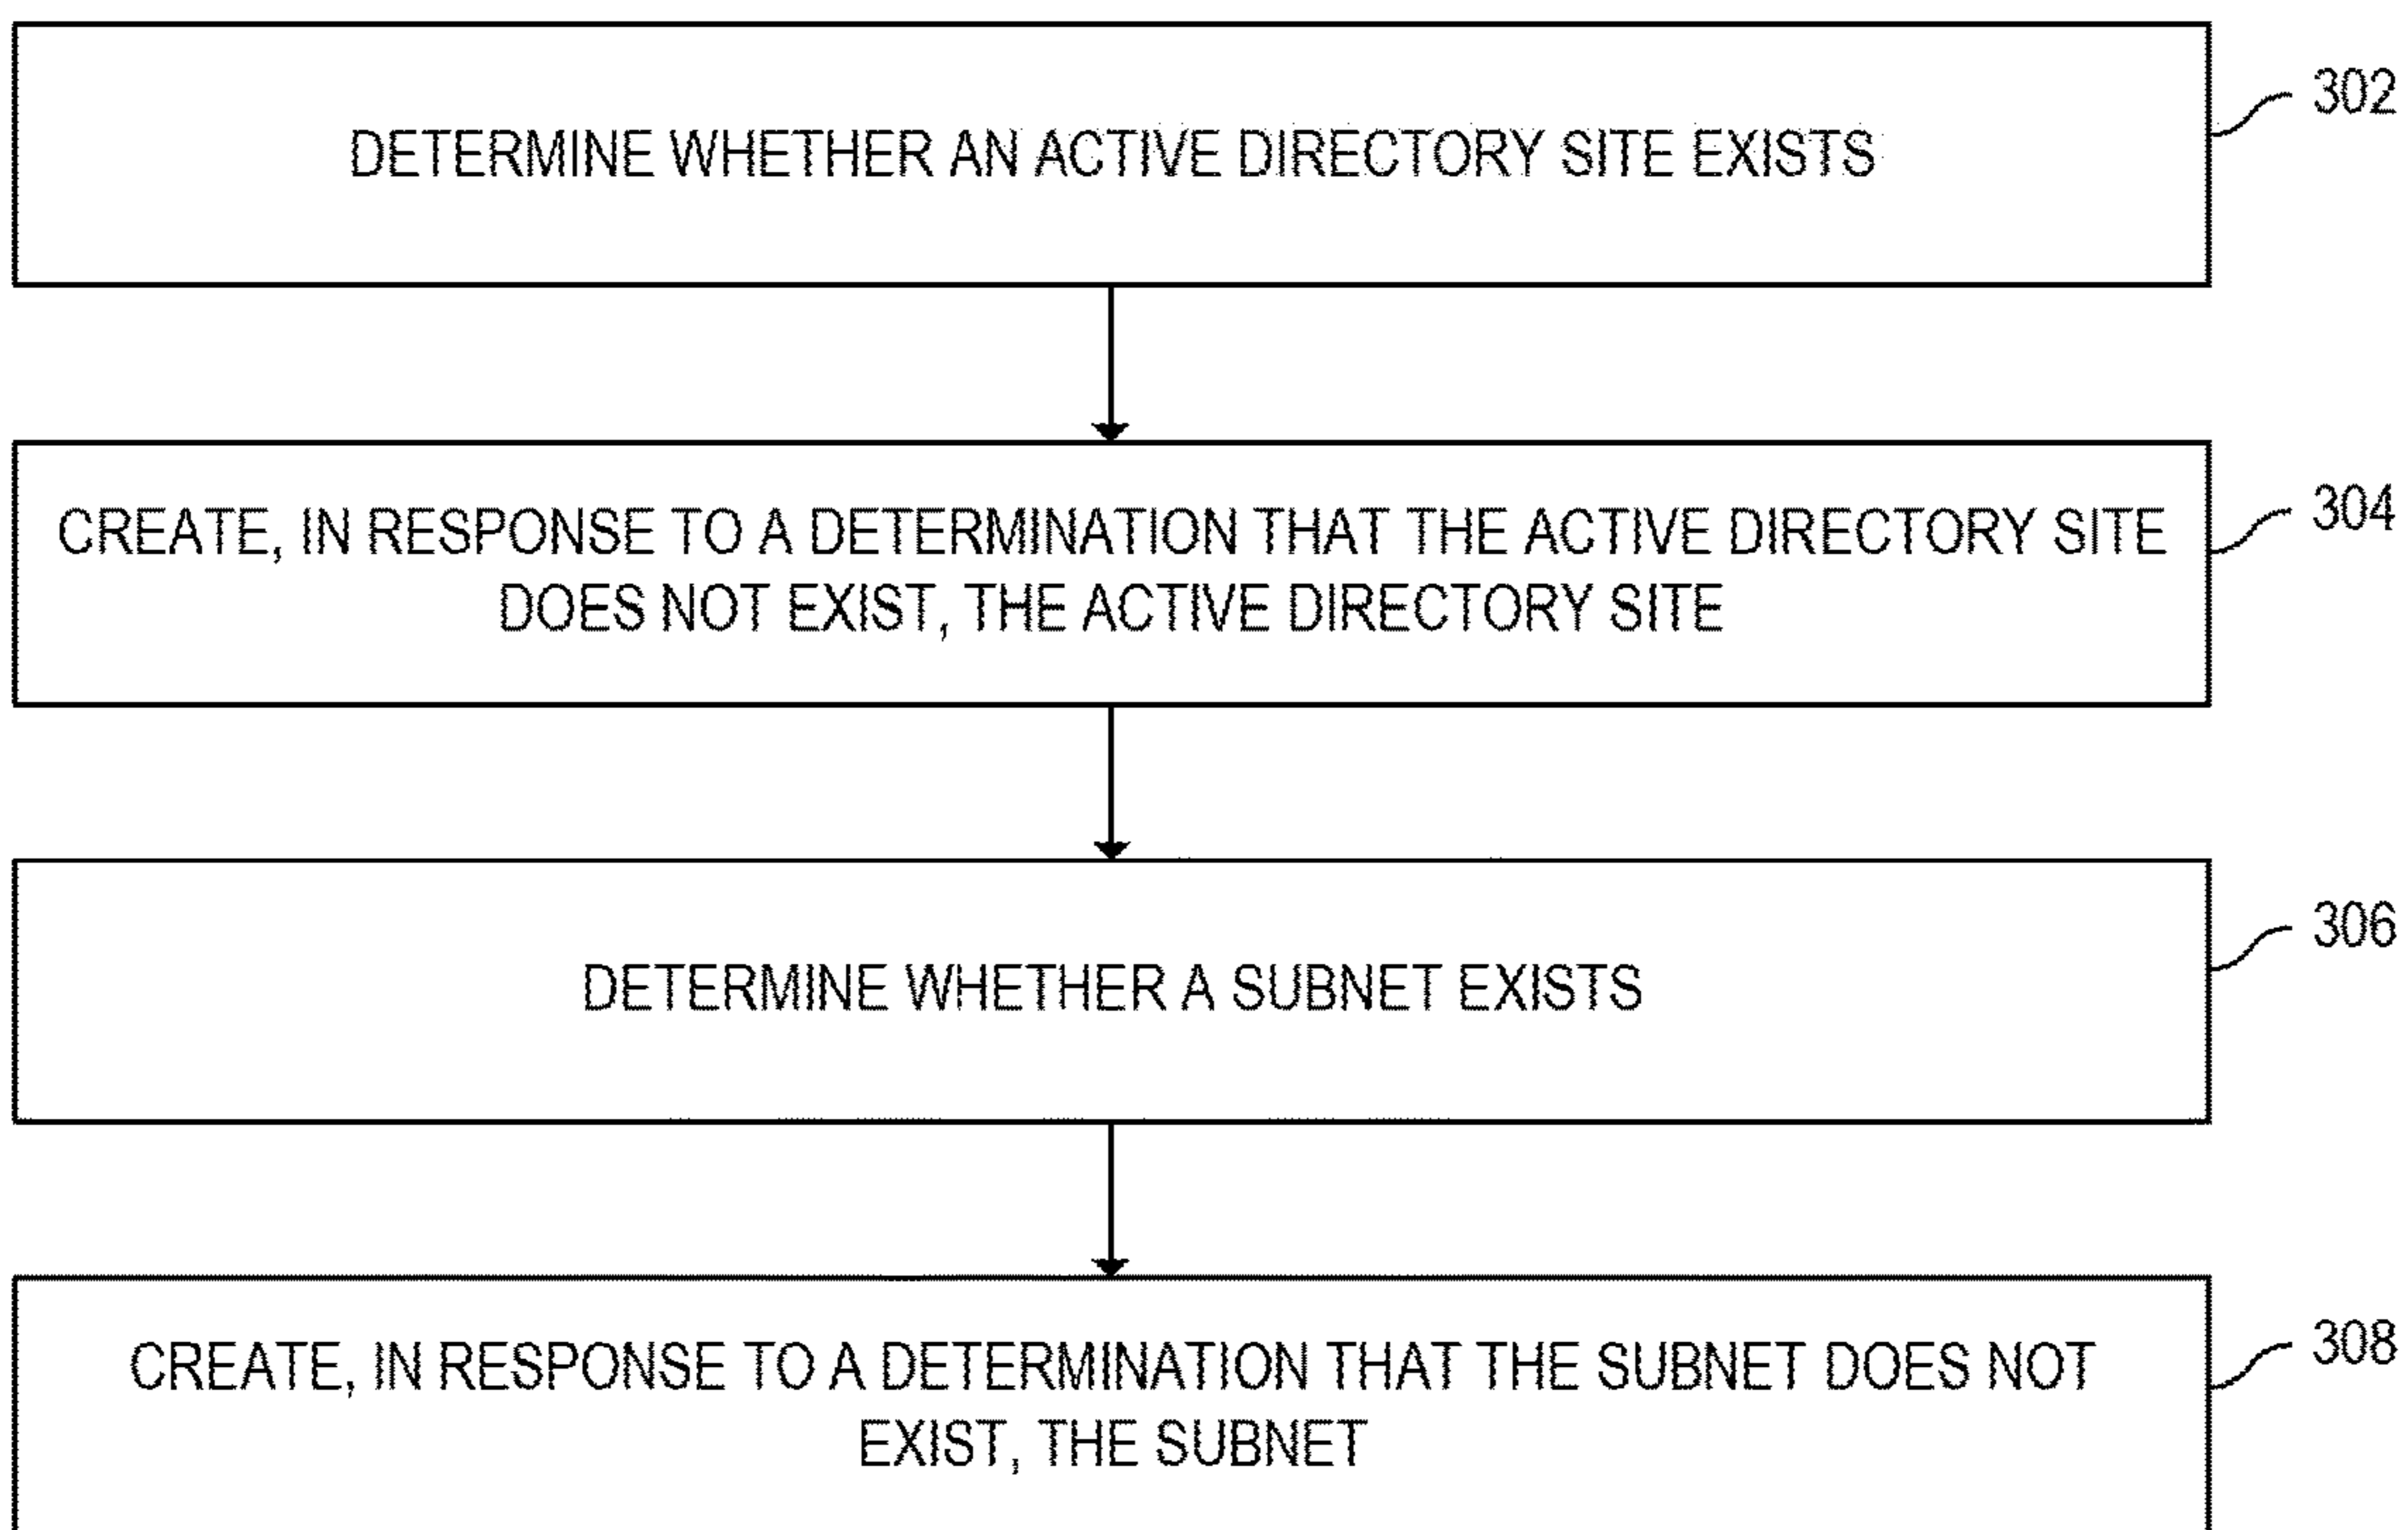 302
DETERMINE WHETHER AN ACTIVE DIRECTORY SITE EXISTS
304
CREATE, IN RESPONSE TO A DETERMINATION THAT THE ACTIVE DIRECTORY SITE
DOES NOT EXIST, THE ACTIVE DIRECTORY SITE
306
DETERMINE WHETHER A SUBNET EXISTS
308
CREATE, IN RESPONSE TO A DETERMINATION THAT THE SUBNET DOES NOT
EXIST, THE SUBNET